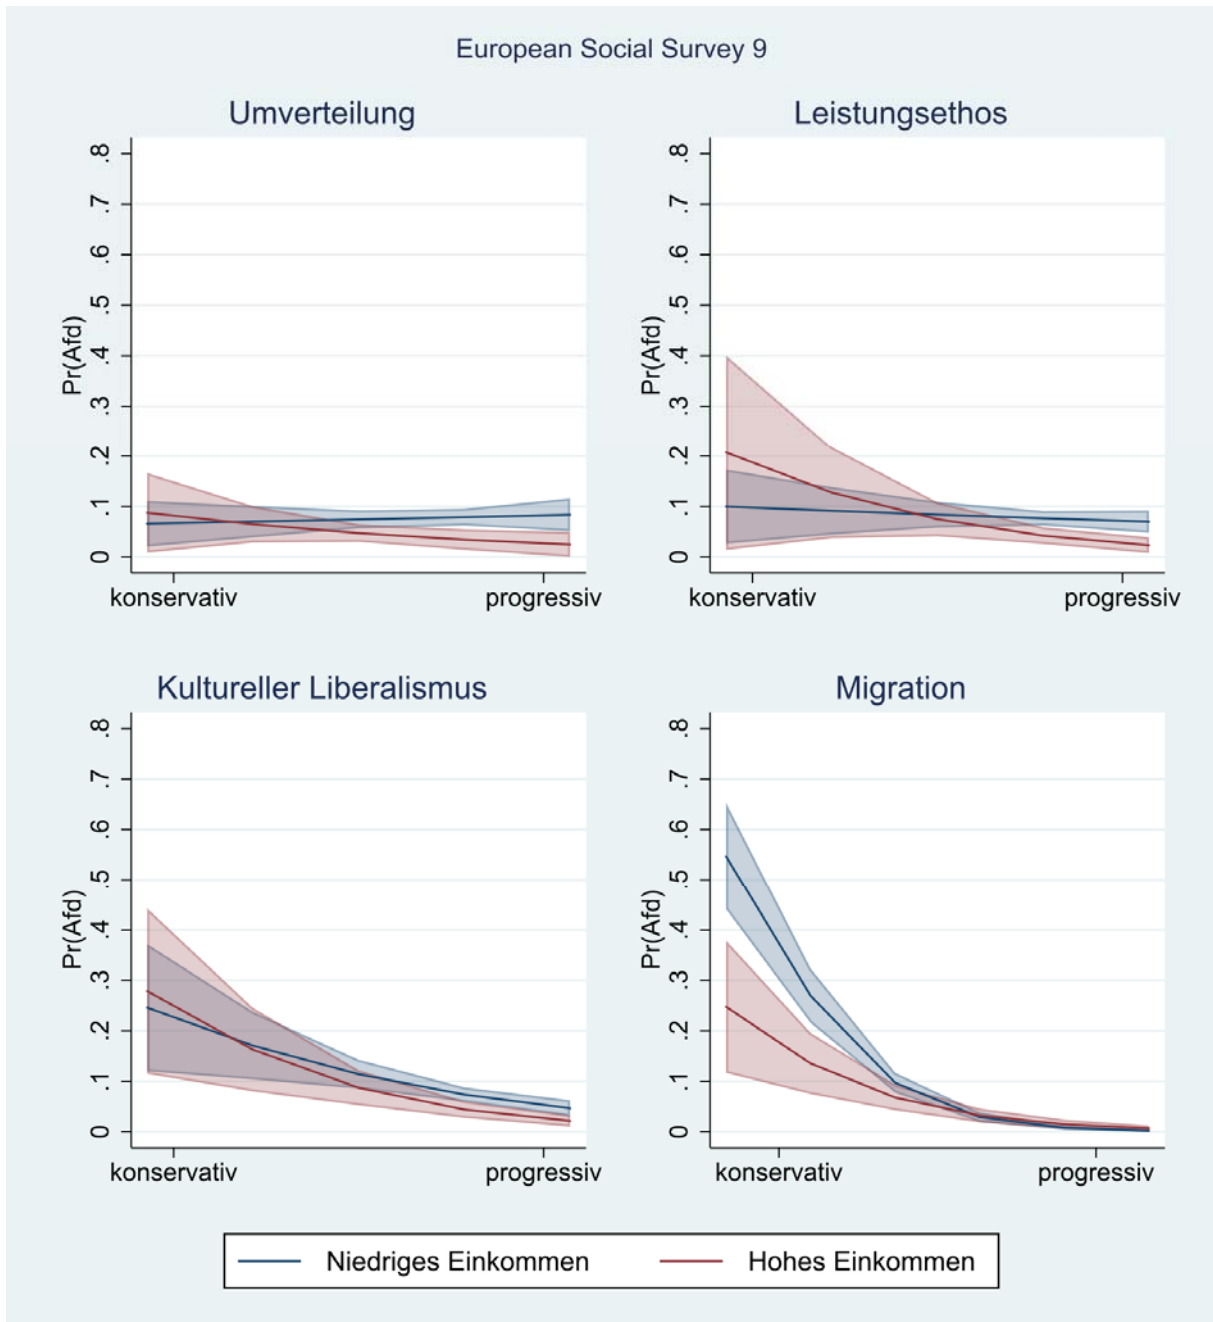 European Social Survey 9
Umverteilung
Pr(Afd)
.8
.7
.6
.5
.4
.3
.2
.1
0
konservativ progressiv
Leistungsethos
Pr(Afd)
.8
.7
.6
.5
.4
.3
.2
.1
0
konservativ progressiv
Kultureller Liberalismus
Pr(Afd)
.8
.7
.6
.5
.4
.3
.2
.1
0
konservativ progressiv
Migration
Pr(Afd)
.8
.7
.6
.5
.4
.3
.2
.1
0
konservativ progressiv
Niedriges Einkommen Hohes Einkommen